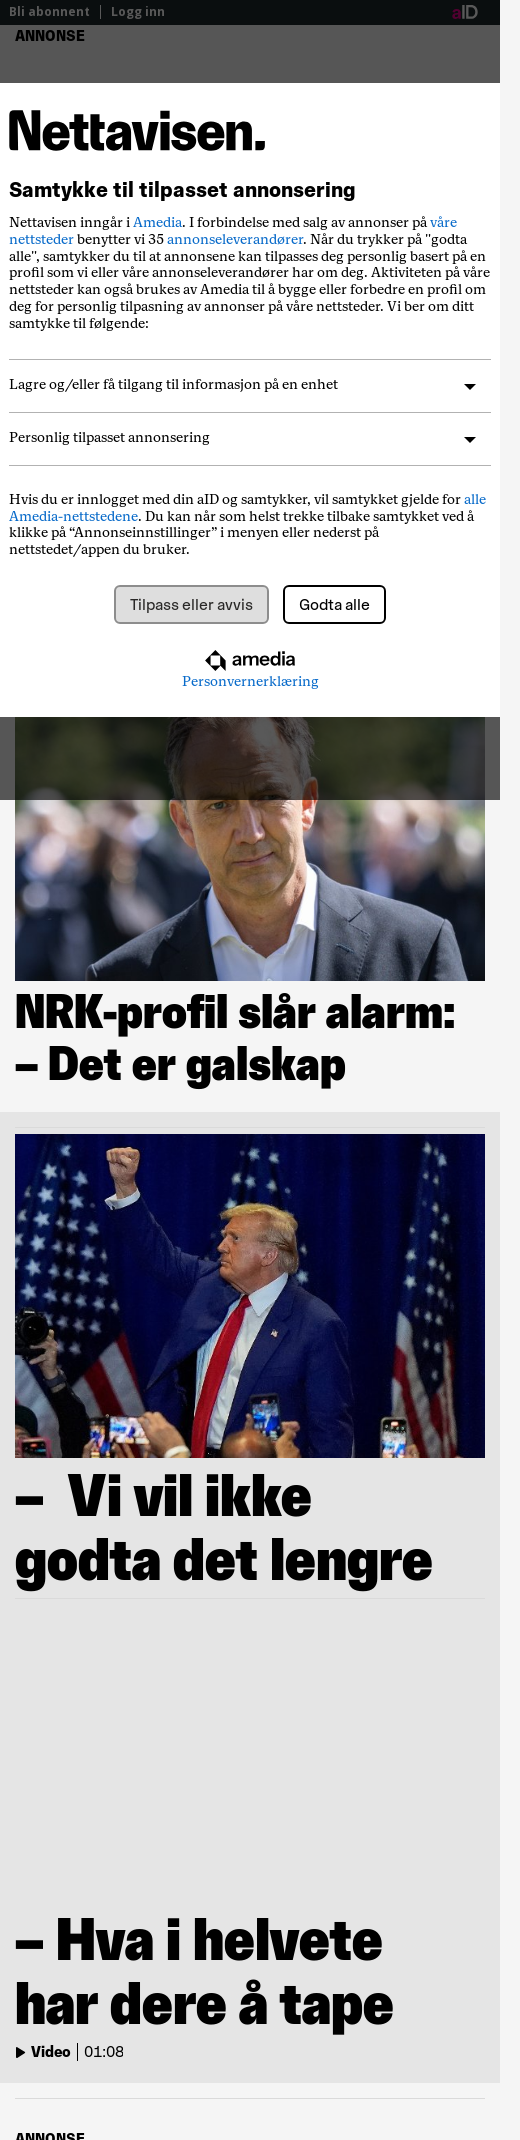 Bli abonnent | Logg inn
aID
ANNONSE
Nettavisen.
Samtykke til tilpasset annonsering
Nettavisen inngår i Amedia. I forbindelse med salg av annonser på våre
nettsteder benytter vi 35 annonseleverandører. Når du trykker på "godta
alle", samtykker du til at annonsene kan tilpasses deg personlig basert på en
profil som vi eller våre annonseleverandører har om deg. Aktiviteten på våre
nettsteder kan også brukes av Amedia til å bygge eller forbedre en profil om
deg for personlig tilpasning av annonser på våre nettsteder. Vi ber om ditt
samtykke til følgende:
Lagre og/eller få tilgang til informasjon på en enhet
Personlig tilpasset annonsering
Hvis du er innlogget med din aID og samtykker, vil samtykket gjelde for alle
Amedia-nettstedene. Du kan når som helst trekke tilbake samtykket ved å
klikke på “Annonseinnstillinger” i menyen eller nederst på
nettstedet/appen du bruker.
Tilpass eller avvis
Godta alle
amedia
Personvernerklæring
NRK-profil slår alarm:
– Det er galskap
– Vi vil ikke
godta det lengre
– Hva i helvete
har dere å tape
Video | 01:08
ANNONSE